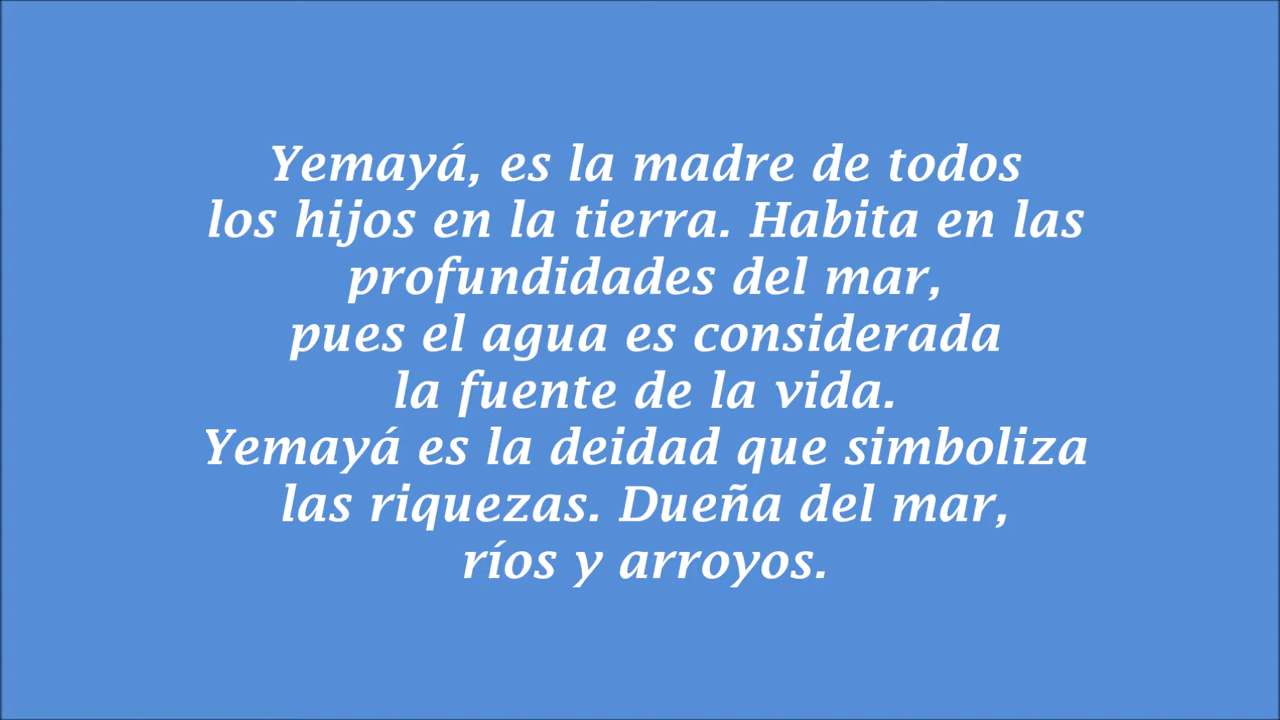 Yemayá, es la madre de todos
los hijos en la tierra. Habita en las
profundidades del mar,
pues el agua es considerada
la fuente de la vida.
Yemayá es la deidad que simboliza
las riquezas. Dueña del mar,
ríos y arroyos.